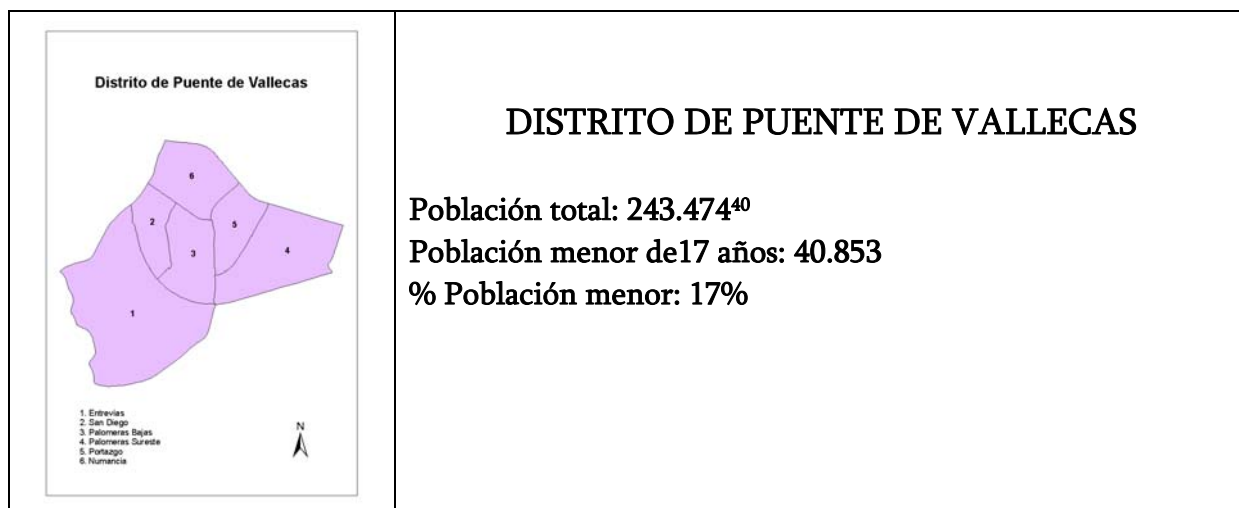 Distrito de Puente de Vallecas
6
2
5
3
4
1
1. Entrevias
2. San Diego
3. Palomeras Bajas
4. Palomeras Sureste
5. Portazgo
6. Numancia
N
DISTRITO DE PUENTE DE VALLECAS
Población total: 243.474⁴⁰
Población menor de17 años: 40.853
% Población menor: 17%